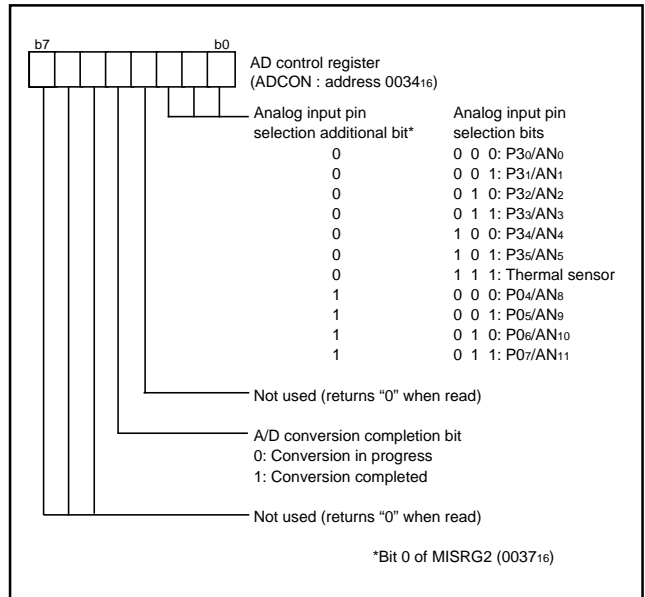 b7 b0
AD control register
(ADCON : address 003416)
Analog input pin Analog input pin
selection additional bit* selection bits
0 0 0 0: P30/AN0
0 0 0 1: P31/AN1
0 0 1 0: P32/AN2
0 0 1 1: P33/AN3
0 1 0 0: P34/AN4
0 1 0 1: P35/AN5
0 1 1 1: Thermal sensor
1 0 0 0: P04/AN8
1 0 0 1: P05/AN9
1 0 1 0: P06/AN10
1 0 1 1: P07/AN11
Not used (returns “0” when read)
A/D conversion completion bit
0: Conversion in progress
1: Conversion completed
Not used (returns “0” when read)
*Bit 0 of MISRG2 (003716)